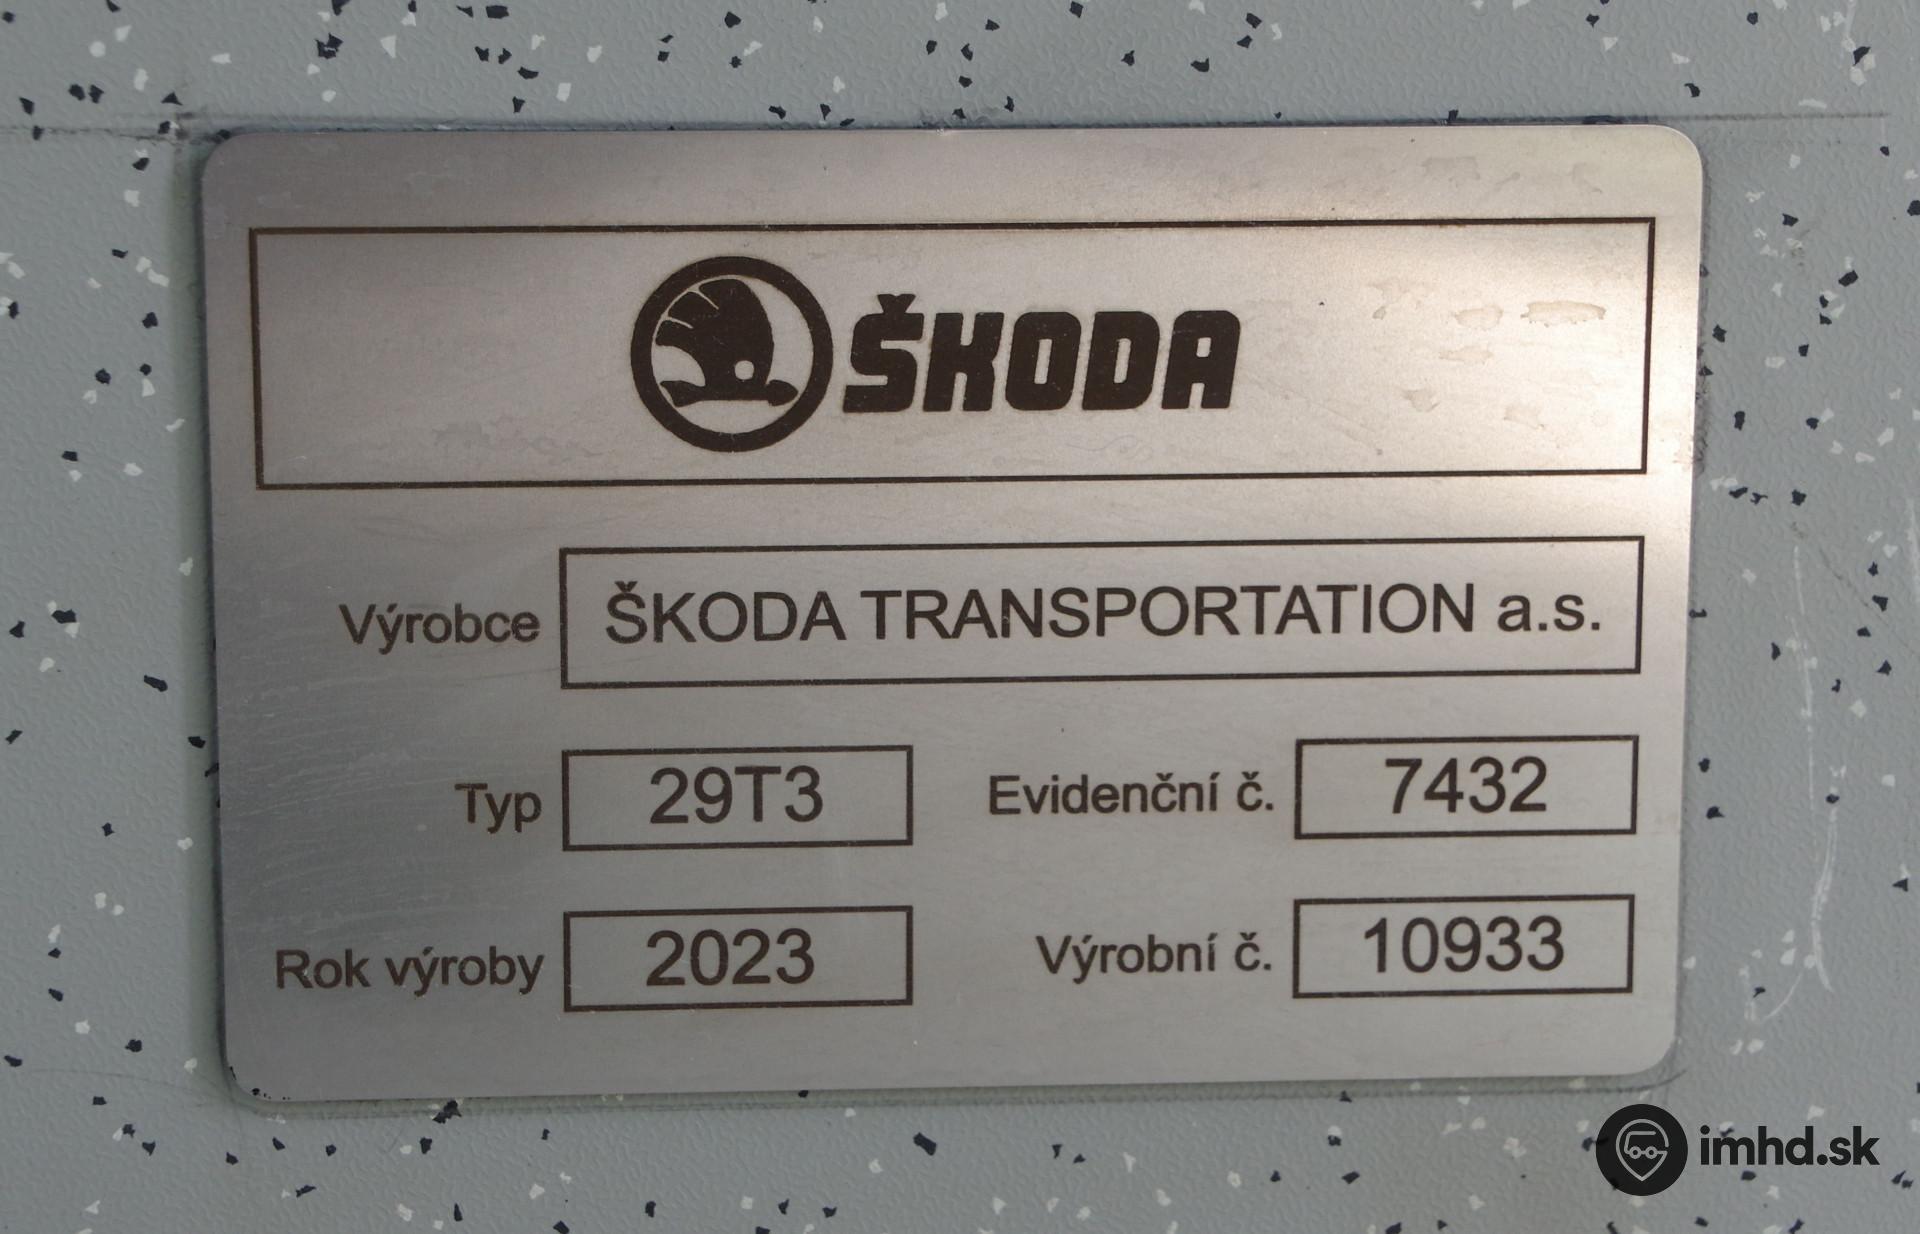 ŠKODA
Výrobce ŠKODA TRANSPORTATION a.s.
Typ 29T3 Evidenční č. 7432
Rok výroby 2023 Výrobní č. 10933
imhd.sk